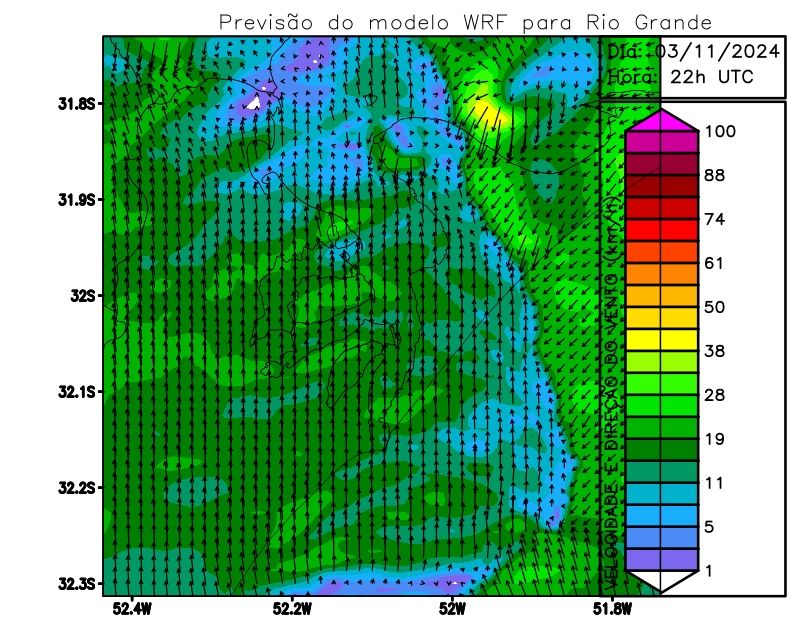 Previsão do modelo WRF para Rio Grande
Dia: 03/11/2024
Hora: 22h UTC
31.8S
31.9S
32S
32.1S
32.2S
32.3S
52.4W
52.2W
52W
51.8W
VELOCIDADE E DIREÇÃO DO VENTO (km/h)
100
88
74
61
50
38
28
19
11
5
1